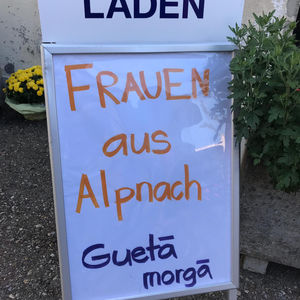 LADEN
FRAUEN
aus
Alpnach
Guetā
morgā